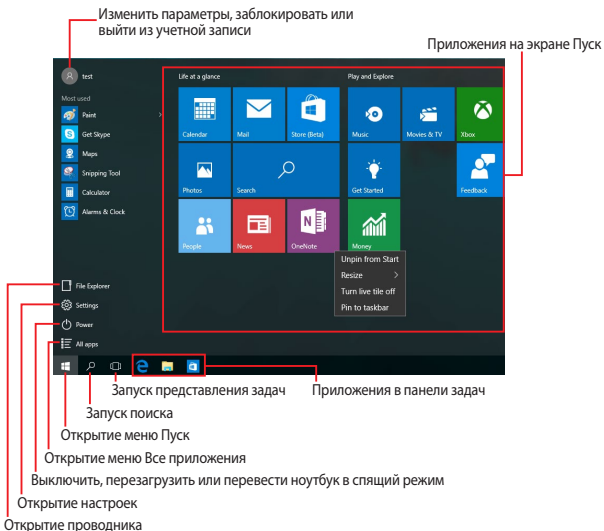 Изменить параметры, заблокировать или
выйти из учетной записи
Приложения на экране Пуск
test
Life at a glance
Play and Explore
Most used
Paint
Get Skype
Maps
Snipping Tool
Calculator
Alarms & Clock
Calendar
Mail
Store (Beta)
Music
Movies & TV
Xbox
Photos
Search
Get Started
Feedback
People
News
OneNote
Money
Unpin from Start
Resize
Turn live tile off
Pin to taskbar
File Explorer
Settings
Power
All apps
Запуск представления задач
Приложения в панели задач
Запуск поиска
Открытие меню Пуск
Открытие меню Все приложения
Выключить, перезагрузить или перевести ноутбук в спящий режим
Открытие настроек
Открытие проводника